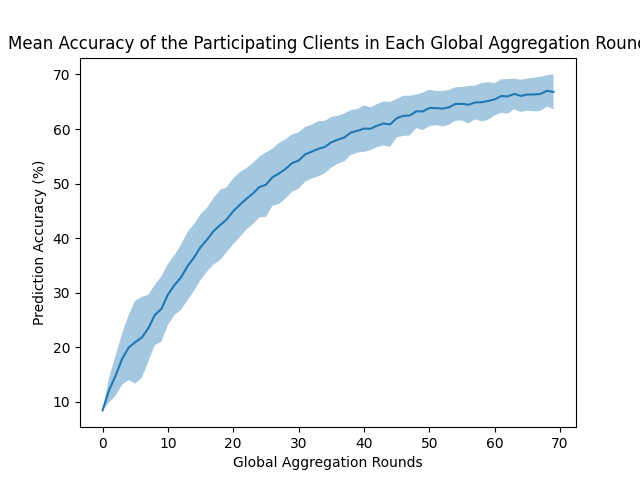 Mean Accuracy of the Participating Clients in Each Global Aggregation
Prediction Accuracy (%)
70
60
50
40
30
20
10
0 10 20 30 40 50 60 70
Global Aggregation Rounds